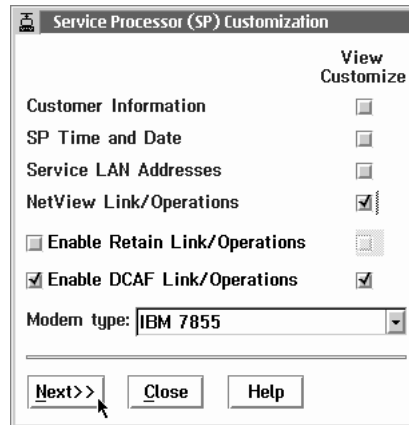 Service Processor (SP) Customization
View
Customize
Customer Information
SP Time and Date
Service LAN Addresses
NetView Link/Operations
Enable Retain Link/Operations
Enable DCAF Link/Operations
Modem type: IBM 7855
Next>> Close Help